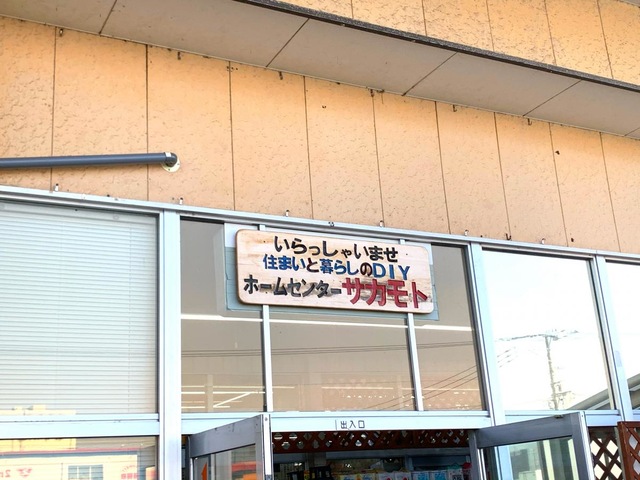 いらっしゃいませ
住まいと暮らしのDIY
ホームセンターサカモト
出入口